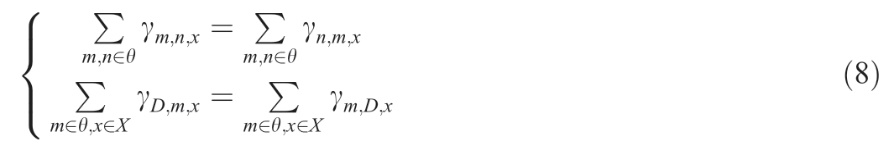 ∑_{m,n∈θ} γ_{m,n,x} = ∑_{m,n∈θ} γ_{n,m,x}
∑_{m∈θ,x∈X} γ_{D,m,x} = ∑_{m∈θ,x∈X} γ_{m,D,x}
(8)